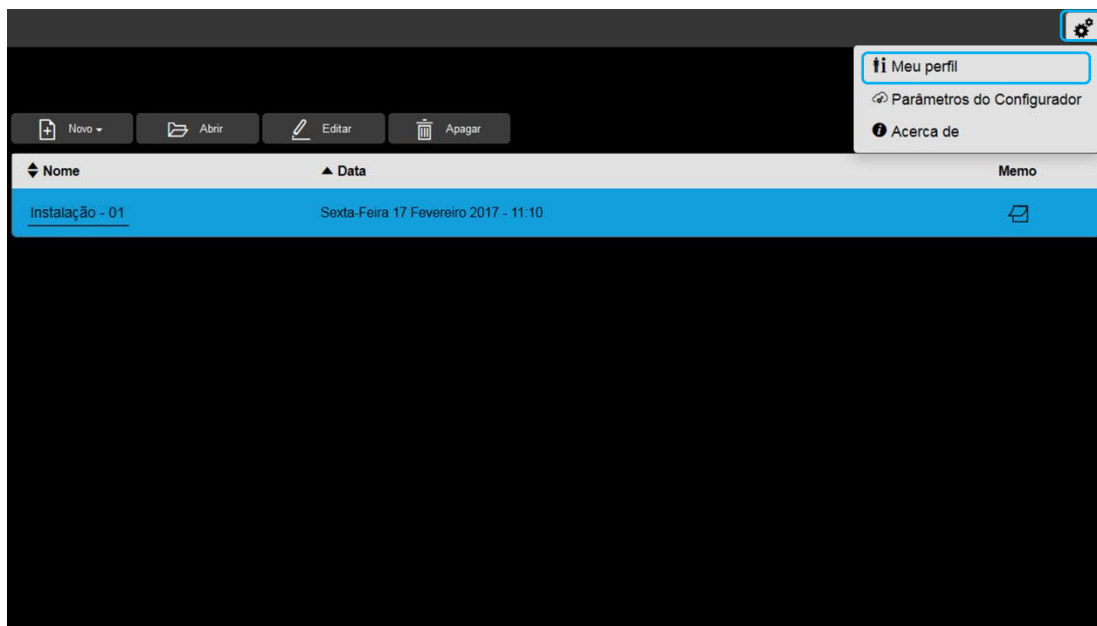 Meu perfil
Parâmetros do Configurador
Acerca de
Novo
Abrir
Editar
Apagar
Nome
Data
Memo
Instalação - 01
Sexta-Feira 17 Fevereiro 2017 - 11:10